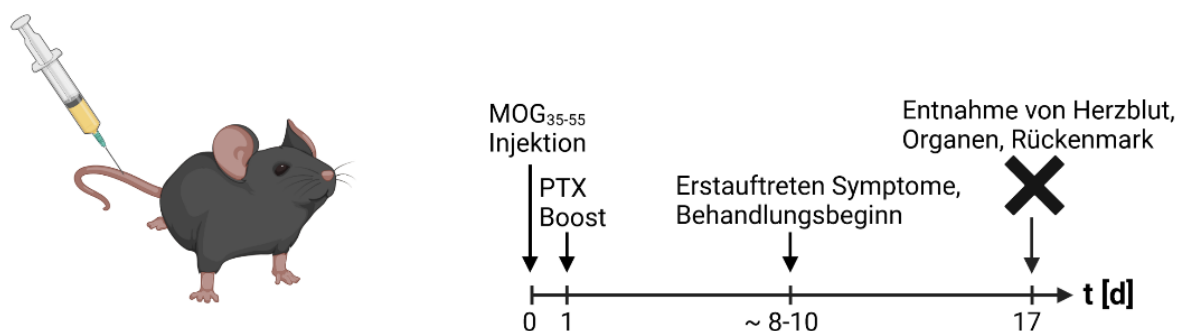 MOG35-55
Injektion
PTX
Boost
Erstauftreten Symptome,
Behandlungsbeginn
Entnahme von Herzblut,
Organen, Rückenmark
t [d]
0 1 ~ 8-10 17